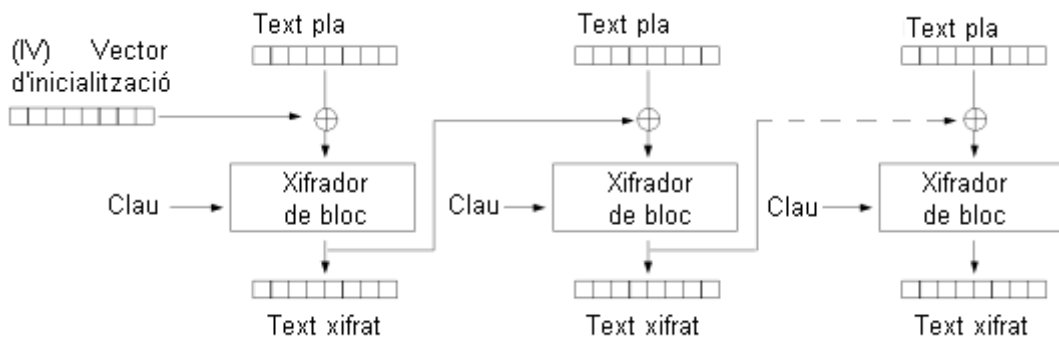 Text pla
Text pla
Text pla
(IV) Vector
d'inicialització
Clau
Xifrador
de bloc
Clau
Xifrador
de bloc
Clau
Xifrador
de bloc
Text xifrat
Text xifrat
Text xifrat